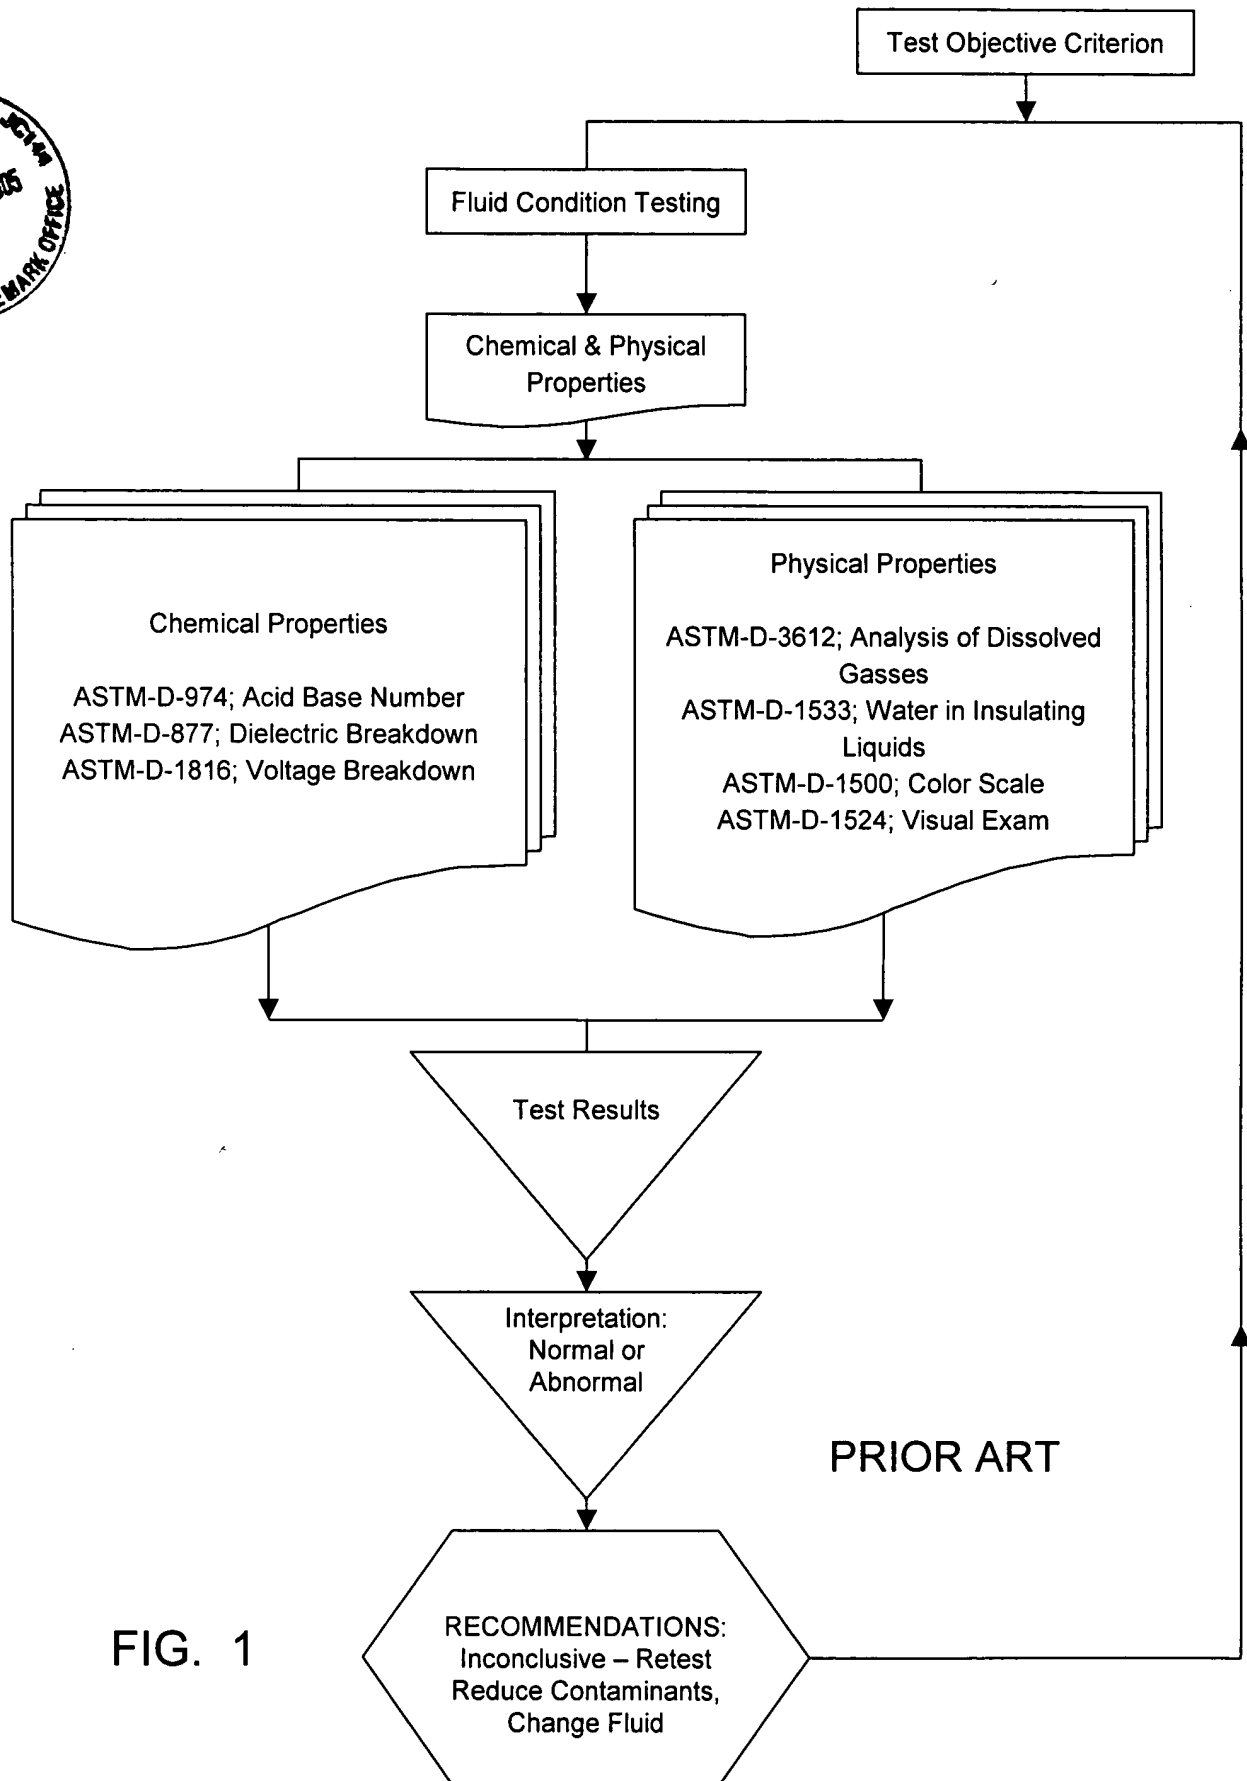 Test Objective Criterion
JC144
MARK OFFICE
Fluid Condition Testing
Chemical & Physical
Properties
Chemical Properties
ASTM-D-974; Acid Base Number
ASTM-D-877; Dielectric Breakdown
ASTM-D-1816; Voltage Breakdown
Physical Properties
ASTM-D-3612; Analysis of Dissolved
Gasses
ASTM-D-1533; Water in Insulating
Liquids
ASTM-D-1500; Color Scale
ASTM-D-1524; Visual Exam
Test Results
Interpretation:
Normal or
Abnormal
PRIOR ART
RECOMMENDATIONS:
Inconclusive – Retest
Reduce Contaminants,
Change Fluid
FIG. 1